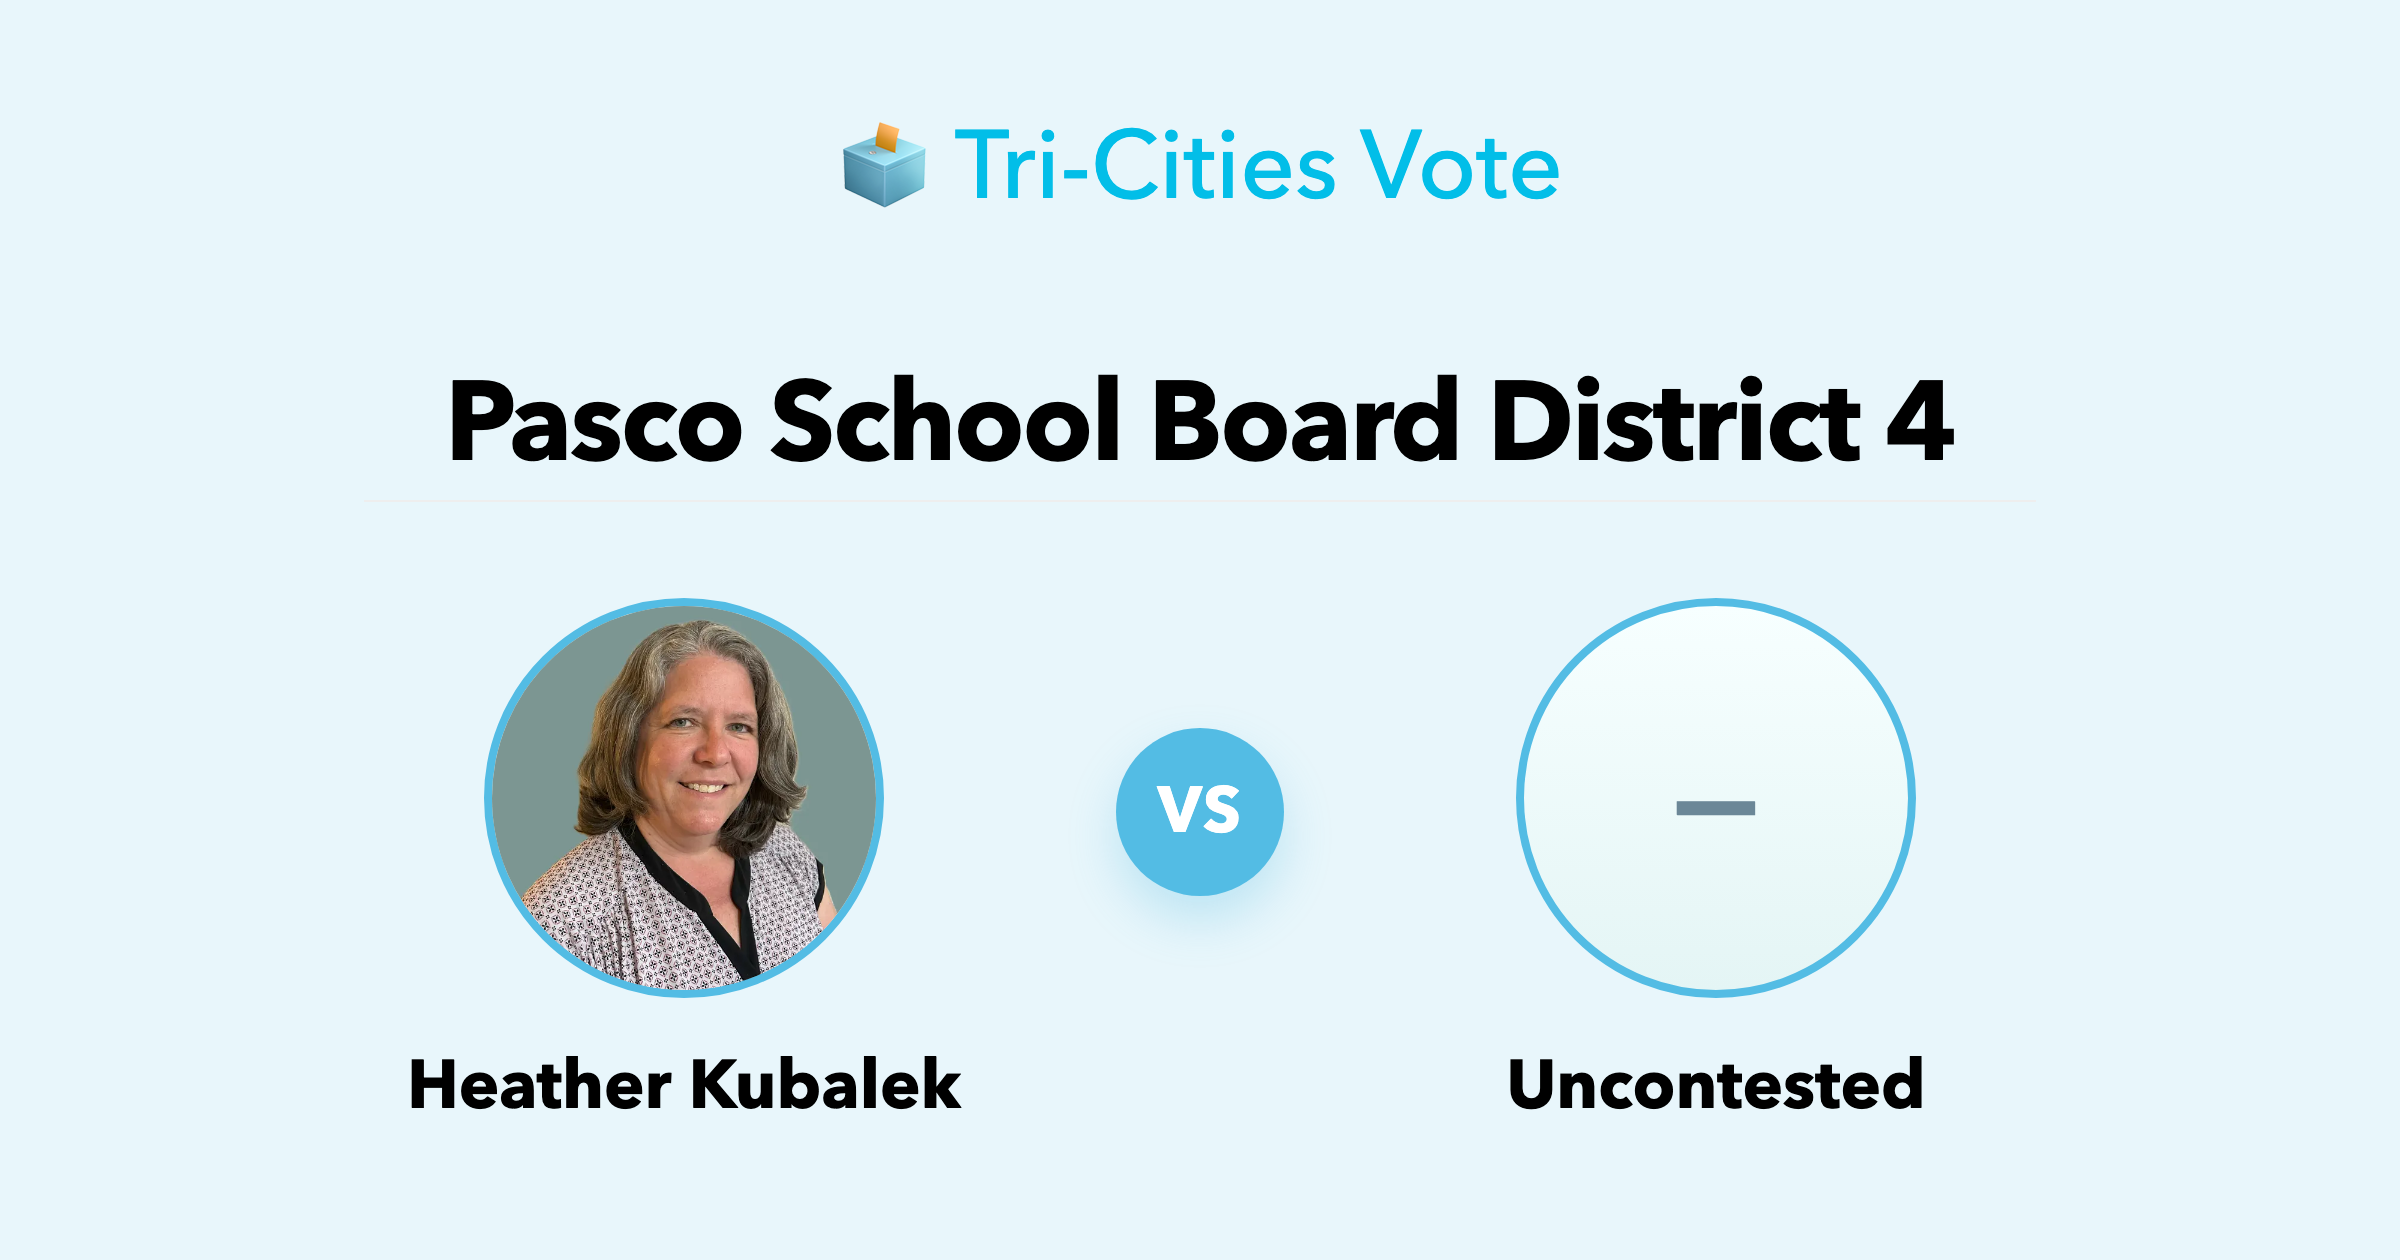 Tri-Cities Vote
Pasco School Board District 4
VS
Heather Kubalek
Uncontested